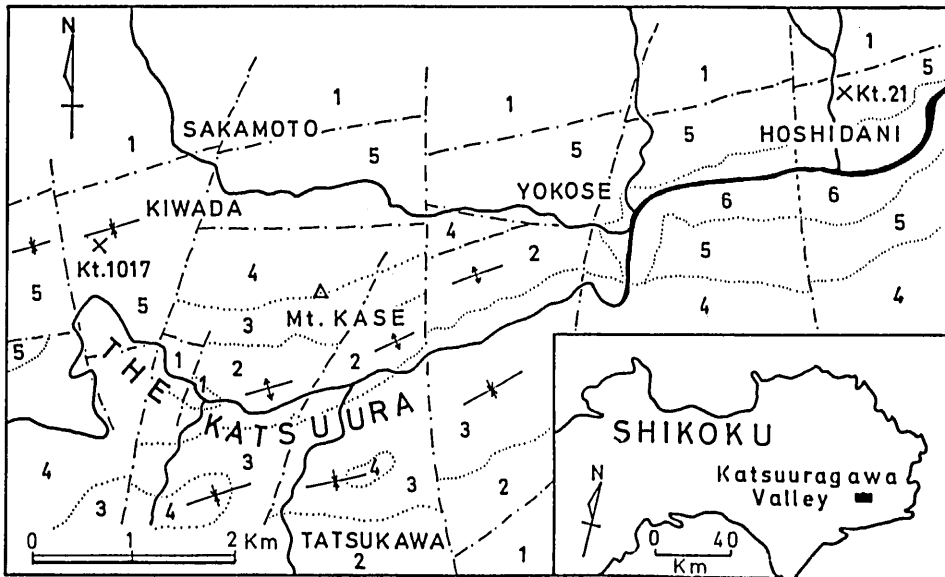 N
1
1
1
1
5
×Kt.21
SAKAMOTO
HOSHIDANI
5
1
5
5
YOKOSE
6
6
KIWADA
4
2
5
Kt.1017
4
5
5
5
4
4
3
Mt. KASE
5
1
2
2
THE KATSUURA
1
3
3
4
3
4
4
3
2
0 1 2 Km
TATSUKAWA
2
1
SHIKOKU
N
Katsuuragawa
Valley
0 40
Km